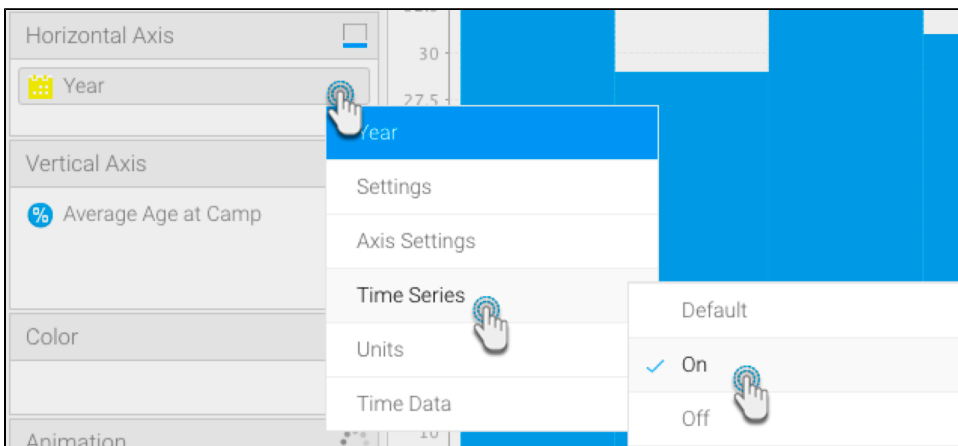 Horizontal Axis
Year
Vertical Axis
Average Age at Camp
Color
Animation
30
27.5
10
Year
Settings
Axis Settings
Time Series
Units
Time Data
Default
On
Off